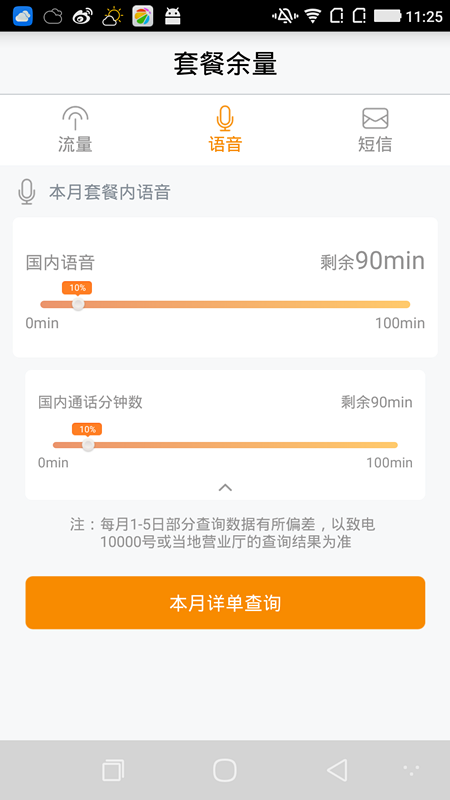 11:25
套餐余量
流量 语音 短信
本月套餐内语音
国内语音 剩余90min
10%
0min 100min
国内通话分钟数 剩余90min
10%
0min 100min
注：每月1-5日部分查询数据有所偏差，以致电
10000号或当地营业厅的查询结果为准
本月详单查询